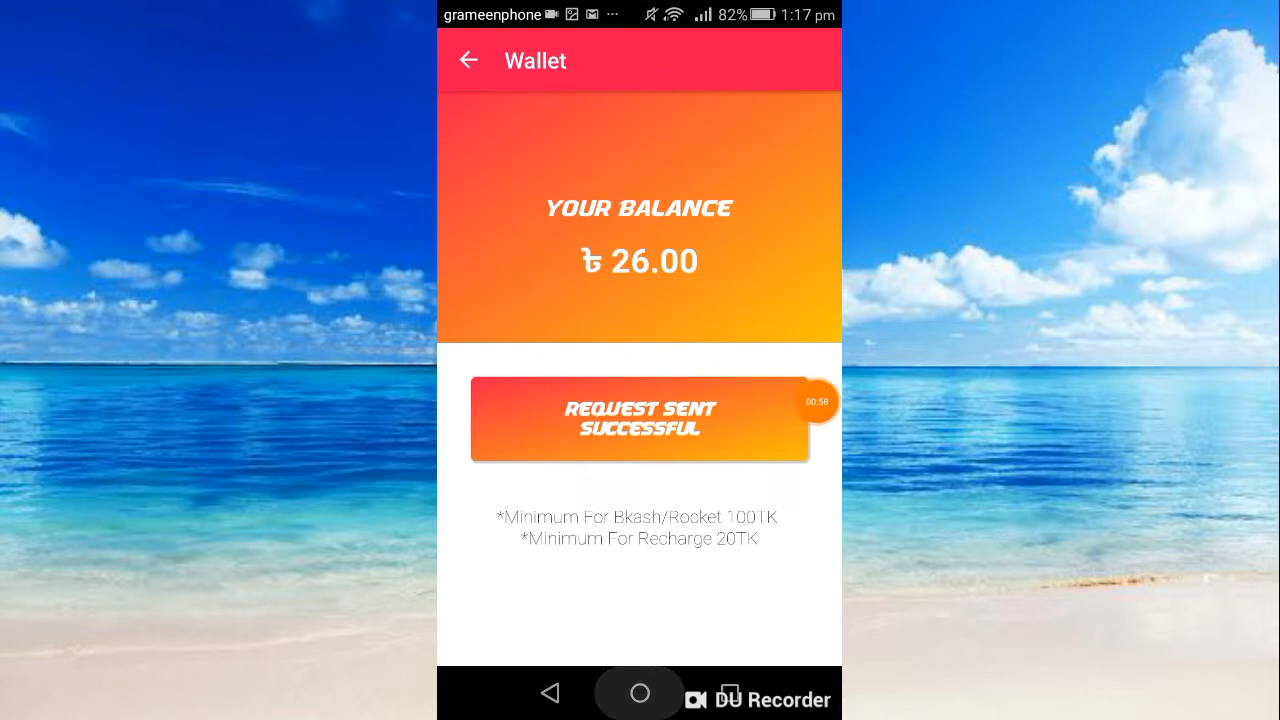 grameenphone ... 82% 1:17 pm
Wallet
YOUR BALANCE
৳ 26.00
REQUEST SENT
SUCCESSFUL
00:58
*Minimum For Bkash/Rocket 100TK
*Minimum For Recharge 20TK
DU Recorder